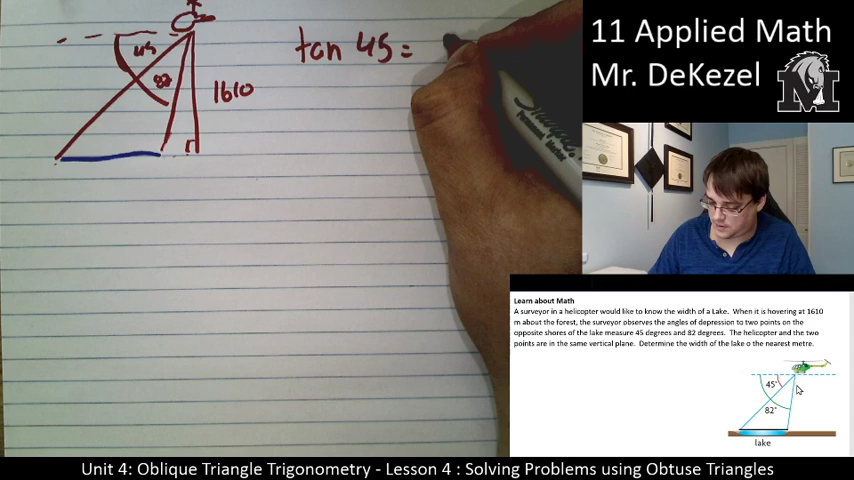 45
82
1610
tan 45 =
11 Applied Math
Mr. DeKezel
M
Learn about Math
A surveyor in a helicopter would like to know the width of a Lake. When it is hovering at 1610
m about the forest, the surveyor observes the angles of depression to two points on the
opposite shores of the lake measure 45 degrees and 82 degrees. The helicopter and the two
points are in the same vertical plane. Determine the width of the lake o the nearest metre.
45°
82°
lake
Unit 4: Oblique Triangle Trigonometry - Lesson 4 : Solving Problems using Obtuse Triangles